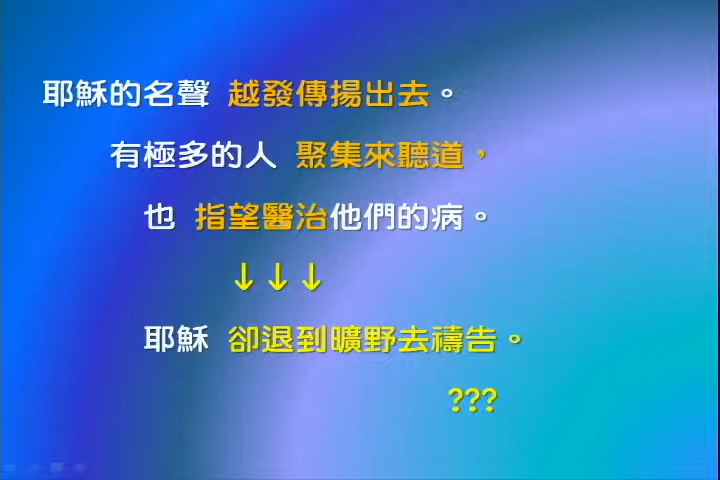 耶穌的名聲 越發傳揚出去。
有極多的人 聚集來聽道，
也 指望醫治他們的病。
↓↓↓
耶穌 卻退到曠野去禱告。
???